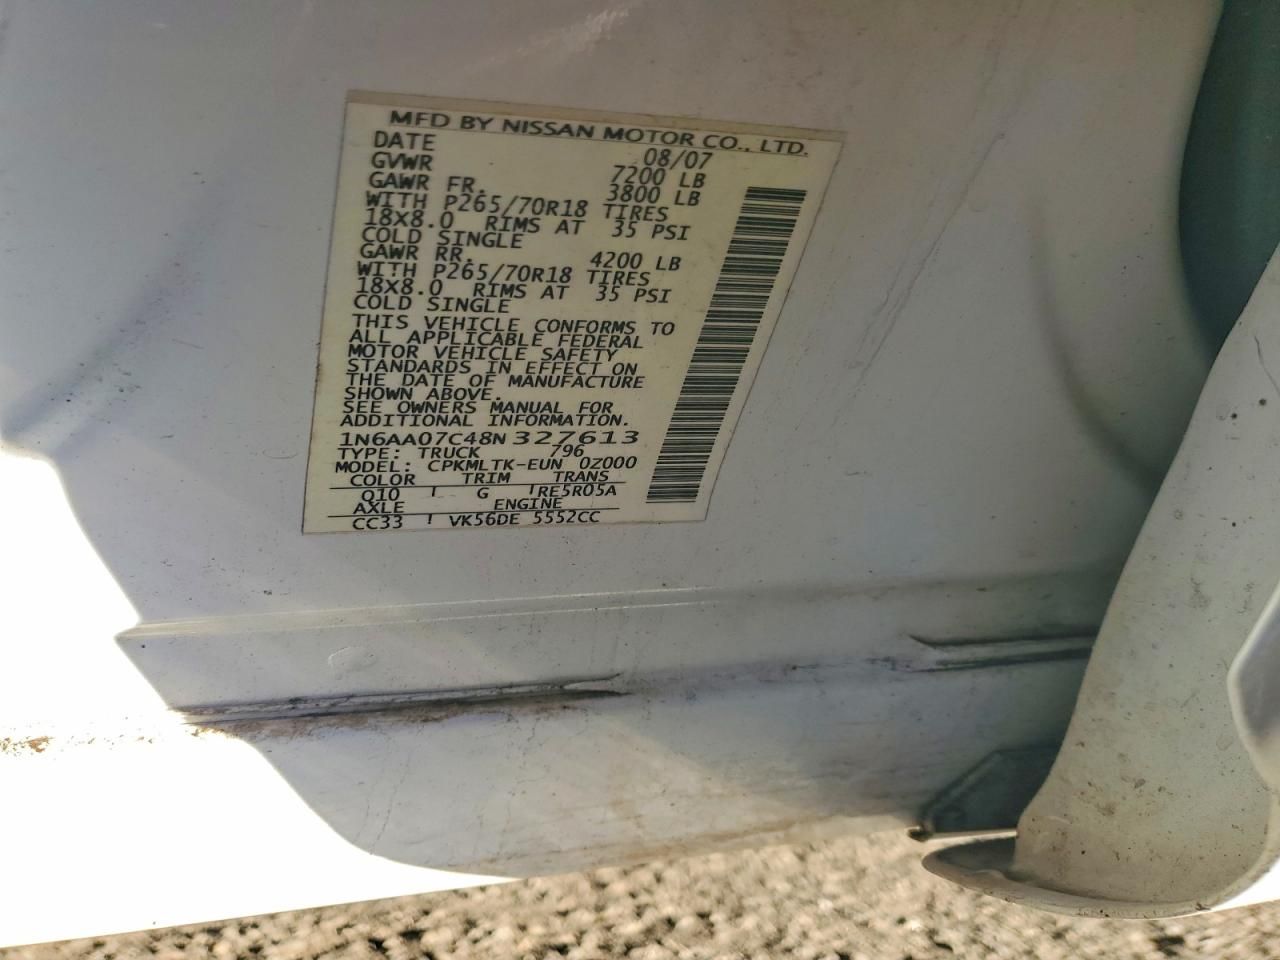 MFD BY NISSAN MOTOR CO., LTD.
DATE 08/07
GVWR 7200 LB
GAWR FR. 3800 LB
WITH P265/70R18 TIRES
18X8.0 RIMS AT 35 PSI
COLD SINGLE
GAWR RR. 4200 LB
WITH P265/70R18 TIRES
18X8.0 RIMS AT 35 PSI
COLD SINGLE
THIS VEHICLE CONFORMS TO
ALL APPLICABLE FEDERAL
MOTOR VEHICLE SAFETY
STANDARDS IN EFFECT ON
THE DATE OF MANUFACTURE
SHOWN ABOVE.
SEE OWNERS MANUAL FOR
ADDITIONAL INFORMATION.
1N6AA07C48N327613
TYPE: TRUCK 796
MODEL: CPKMLTK-EUN 0Z000
COLOR TRIM TRANS
Q10 ! G !RE5R05A
AXLE ENGINE
CC33 ! VK56DE 5552CC